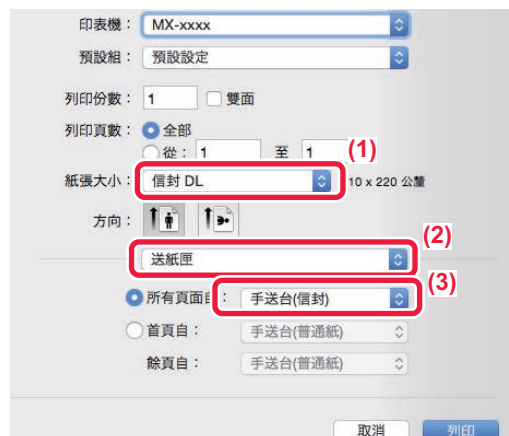 印表機： MX-xxxx
預設組： 預設設定
列印份數： 1 雙面
列印頁數： 全部
從： 1 至 1 (1)
紙張大小： 信封 DL 10 x 220 公釐
方向：
(2)
送紙匣
(3)
所有頁面自： 手送台(信封)
首頁自： 手送台(普通紙)
餘頁自： 手送台(普通紙)
取消 列印